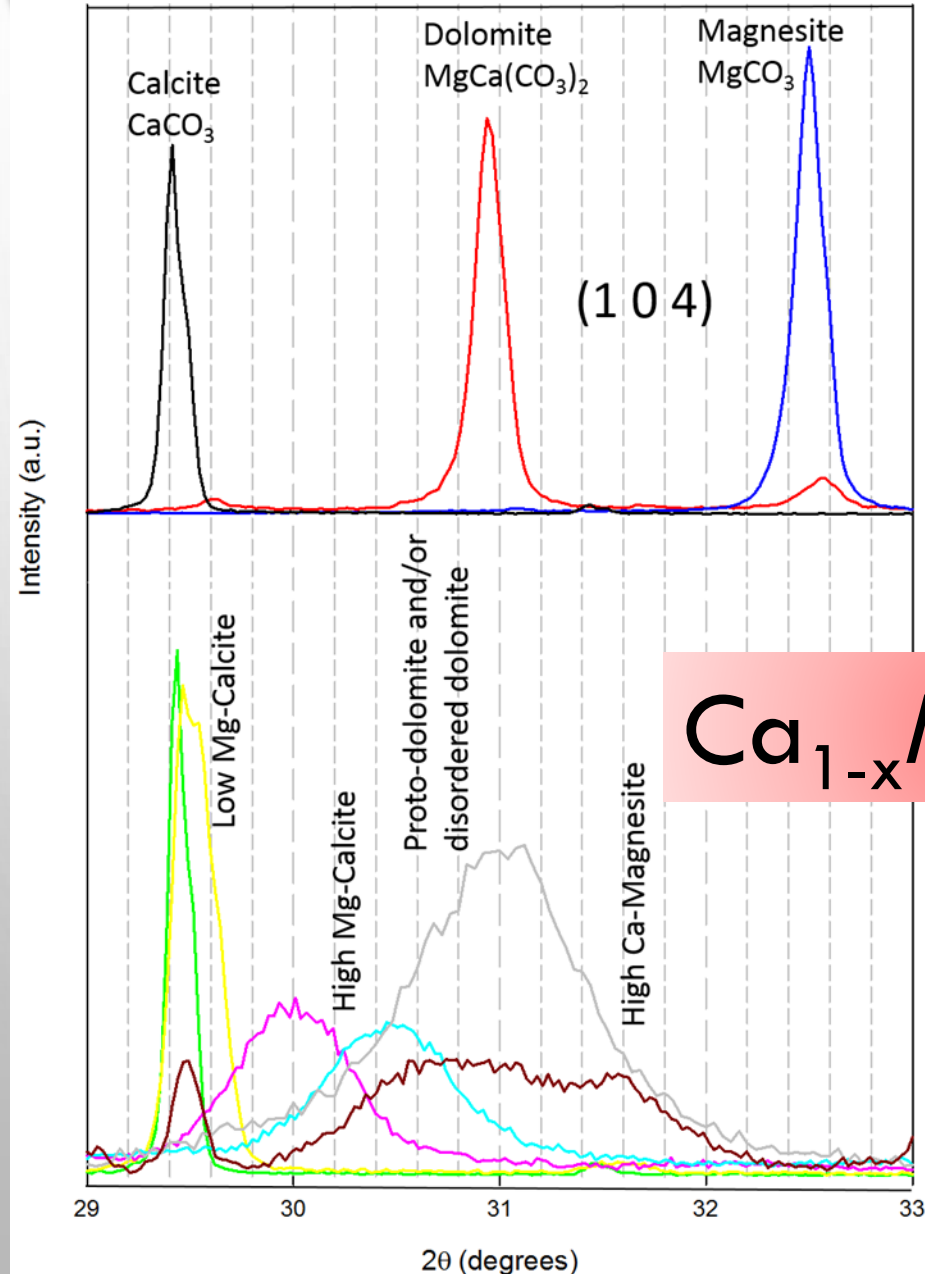 Calcite
CaCO₃
Dolomite
MgCa(CO₃)₂
Magnesite
MgCO₃
(1 0 4)
Intensity (a.u.)
Low Mg-Calcite
High Mg-Calcite
Proto-dolomite and/or
disordered dolomite
High Ca-Magnesite
Ca₁₋ₓ
29
30
31
32
33
2θ (degrees)